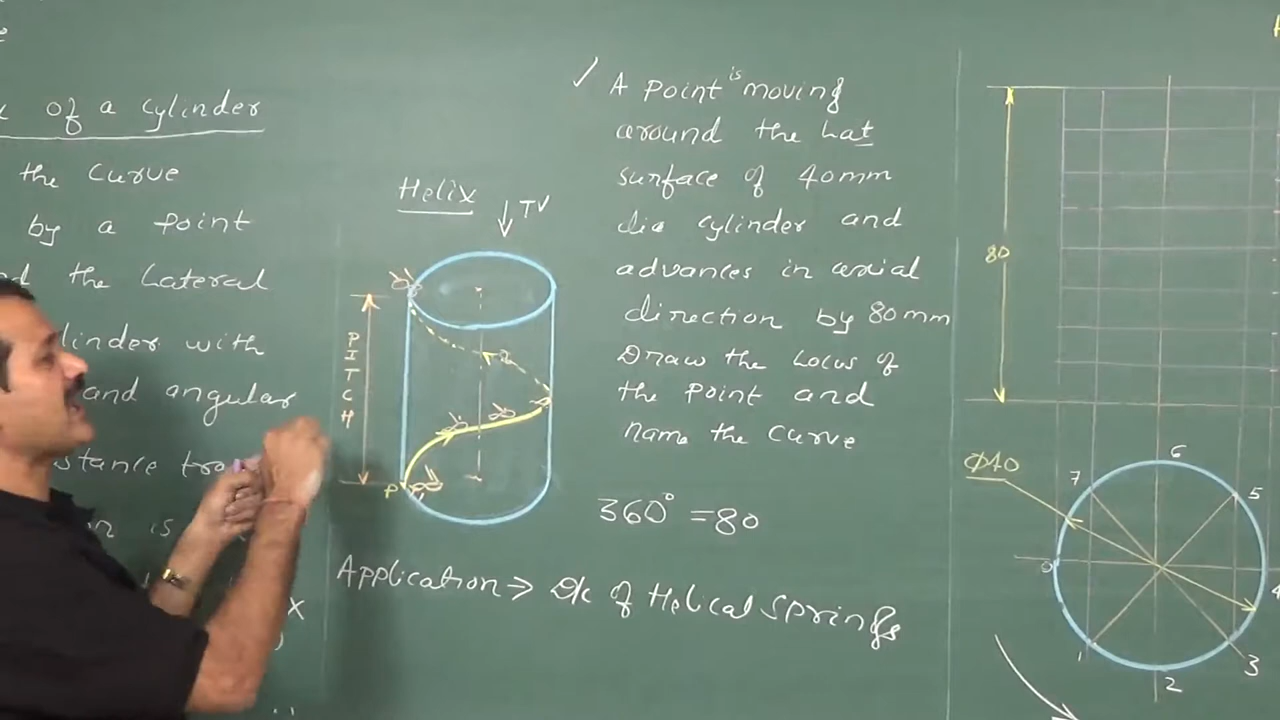 of a cylinder
the curve
by a point
the Lateral
linder with
and angular
stance
is
X
Helix
TV
PITCH
P
✓ A point is moving
around the Lat
surface of 40mm
dia cylinder and
advances in axial
direction by 80mm
Draw the Locus of
the point and
name the curve
360° = 80
Application > Dk of Helical Springs
80
Φ40
6
7
5
0
4
1
3
2